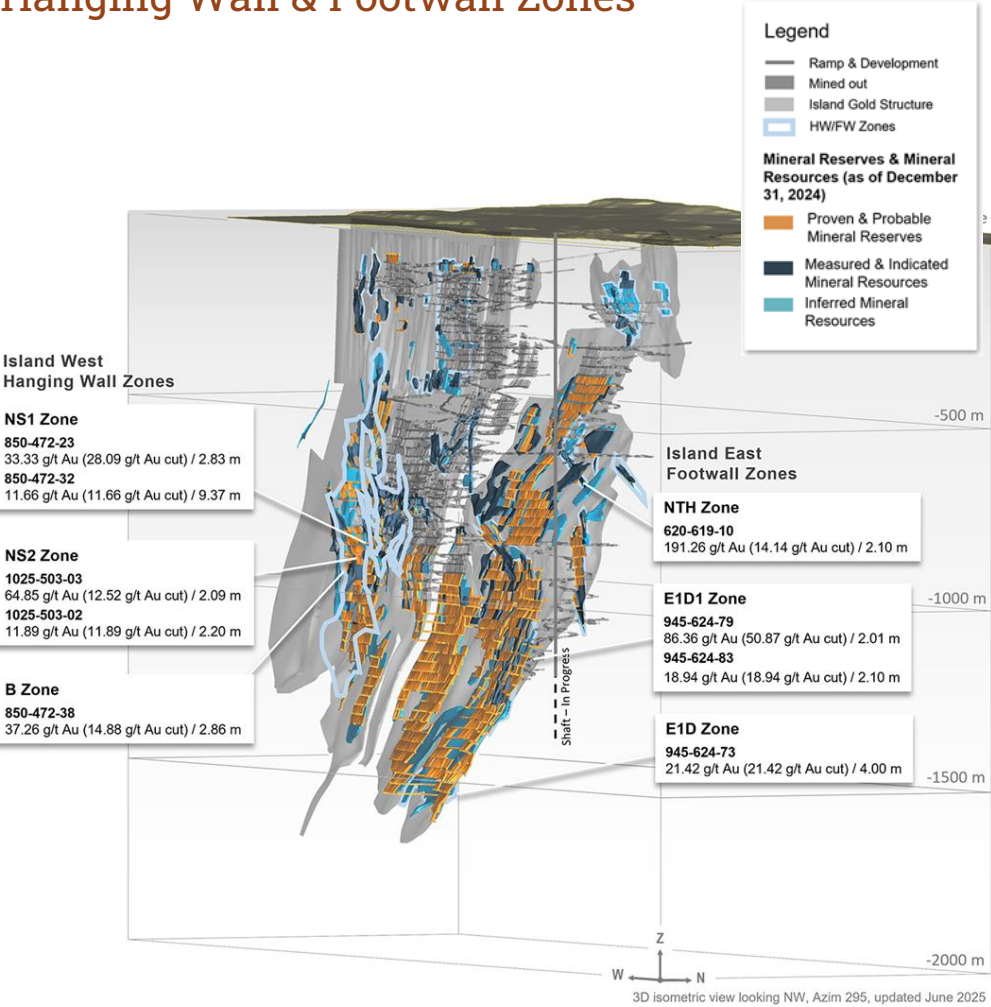 Hanging Wall & Footwall Zones
Legend
Ramp & Development
Mined out
Island Gold Structure
HW/FW Zones
Mineral Reserves & Mineral
Resources (as of December
31, 2024)
Proven & Probable
Mineral Reserves
Measured & Indicated
Mineral Resources
Inferred Mineral
Resources
Island West
Hanging Wall Zones
NS1 Zone
850-472-23
33.33 g/t Au (28.09 g/t Au cut) / 2.83 m
850-472-32
11.66 g/t Au (11.66 g/t Au cut) / 9.37 m
NS2 Zone
1025-503-03
64.85 g/t Au (12.52 g/t Au cut) / 2.09 m
1025-503-02
11.89 g/t Au (11.89 g/t Au cut) / 2.20 m
B Zone
850-472-38
37.26 g/t Au (14.88 g/t Au cut) / 2.86 m
Island East
Footwall Zones
NTH Zone
620-619-10
191.26 g/t Au (14.14 g/t Au cut) / 2.10 m
E1D1 Zone
945-624-79
86.36 g/t Au (50.87 g/t Au cut) / 2.01 m
945-624-83
18.94 g/t Au (18.94 g/t Au cut) / 2.10 m
E1D Zone
945-624-73
21.42 g/t Au (21.42 g/t Au cut) / 4.00 m
Shaft – In Progress
-500 m
-1000 m
-1500 m
-2000 m
Z
W
N
3D isometric view looking NW, Azim 295, updated June 2025